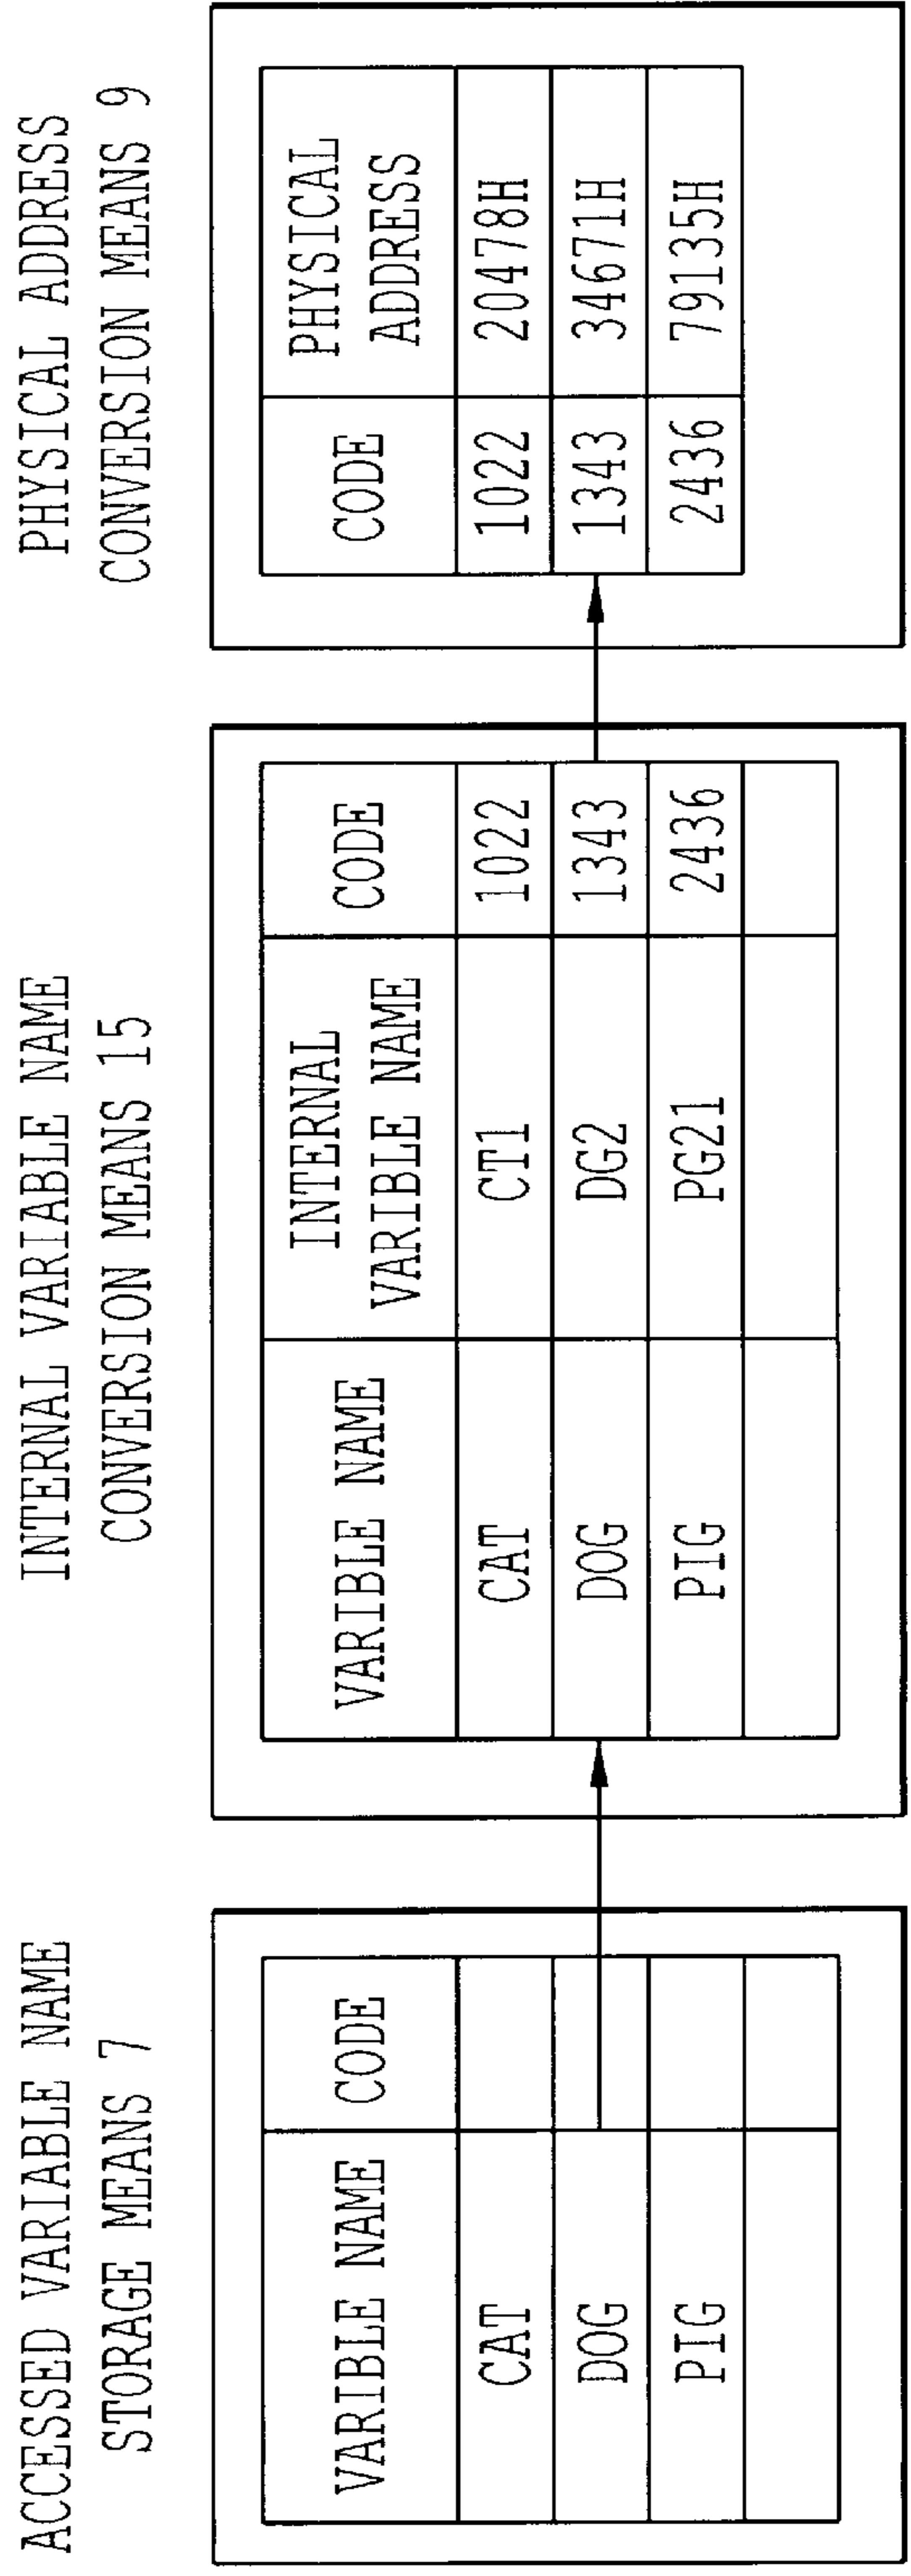 ACCESSED VARIABLE NAME
STORAGE MEANS 7
VARIBLE NAME CODE
CAT
DOG
PIG
INTERNAL VARIABLE NAME
CONVERSION MEANS 15
VARIBLE NAME INTERNAL VARIBLE NAME CODE
CAT CT1 1022
DOG DG2 1343
PIG PG21 2436
PHYSICAL ADDRESS
CONVERSION MEANS 9
CODE PHYSICAL ADDRESS
1022 20478H
1343 34671H
2436 79135H